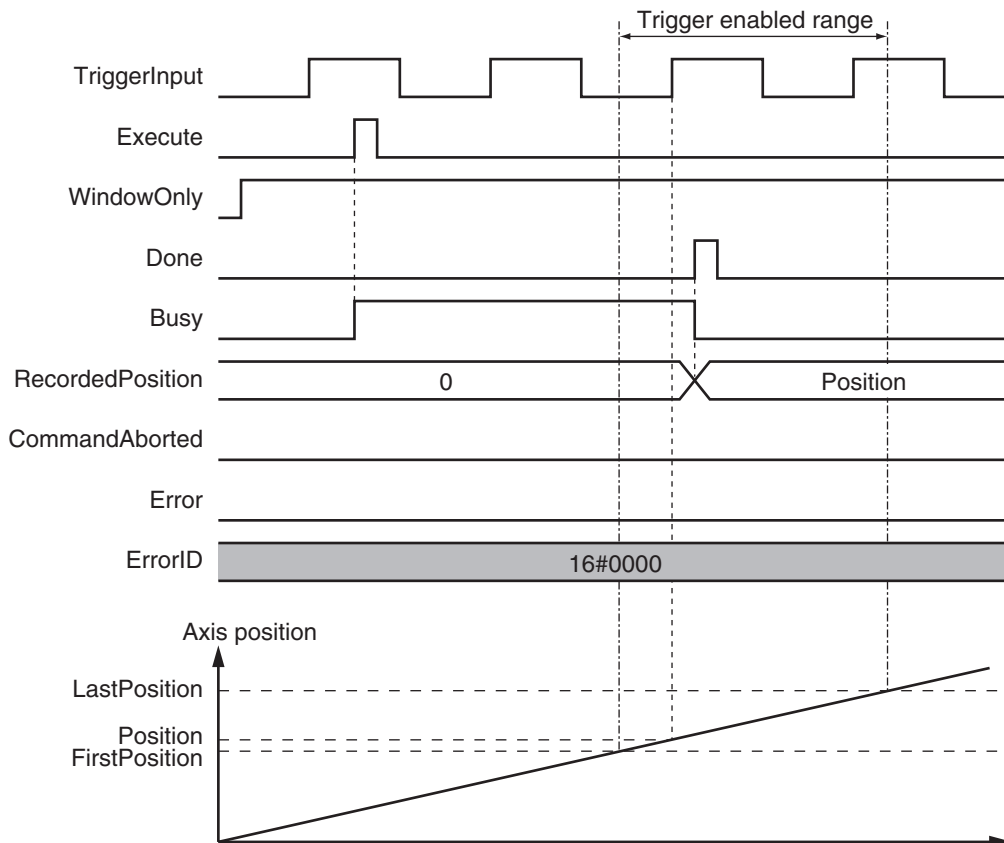 Trigger enabled range
TriggerInput
Execute
WindowOnly
Done
Busy
RecordedPosition
0
Position
CommandAborted
Error
ErrorID
16#0000
Axis position
LastPosition
Position
FirstPosition